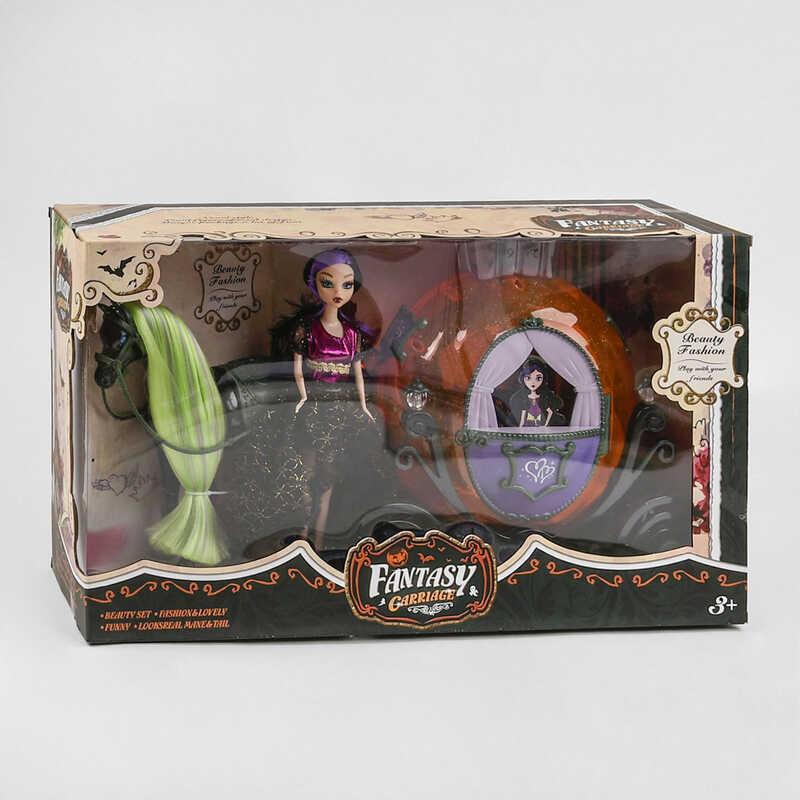 FANTASY
CARRIAGE
Beauty
Fashion
Play with your
friends
Beauty
Fashion
Play with your
friends
FANTASY
CARRIAGE
• BEAUTY SET • FASHION&LOVELY
• FUNNY • LOOKSREAL MANE&TAIL
3+